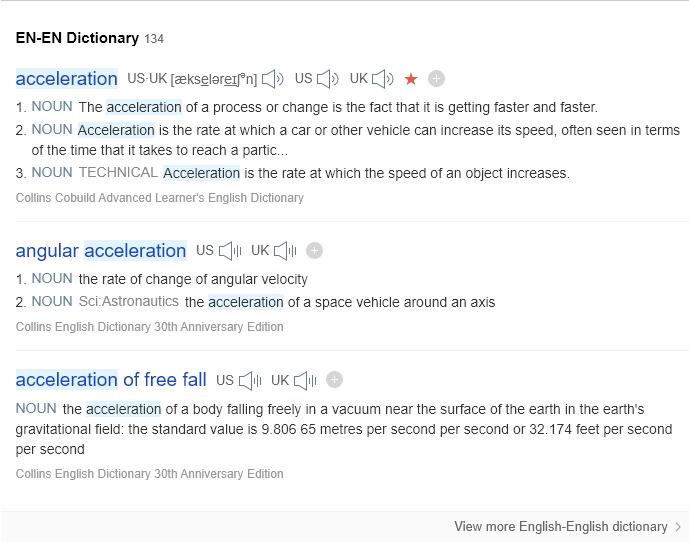 EN-EN Dictionary 134
acceleration US·UK [ækseləreɪʃᵊn] US UK
1. NOUN The acceleration of a process or change is the fact that it is getting faster and faster.
2. NOUN Acceleration is the rate at which a car or other vehicle can increase its speed, often seen in terms
of the time that it takes to reach a partic...
3. NOUN TECHNICAL Acceleration is the rate at which the speed of an object increases.
Collins Cobuild Advanced Learner's English Dictionary
angular acceleration US UK
1. NOUN the rate of change of angular velocity
2. NOUN Sci:Astronautics the acceleration of a space vehicle around an axis
Collins English Dictionary 30th Anniversary Edition
acceleration of free fall US UK
NOUN the acceleration of a body falling freely in a vacuum near the surface of the earth in the earth's
gravitational field: the standard value is 9.806 65 metres per second per second or 32.174 feet per second
per second
Collins English Dictionary 30th Anniversary Edition
View more English-English dictionary